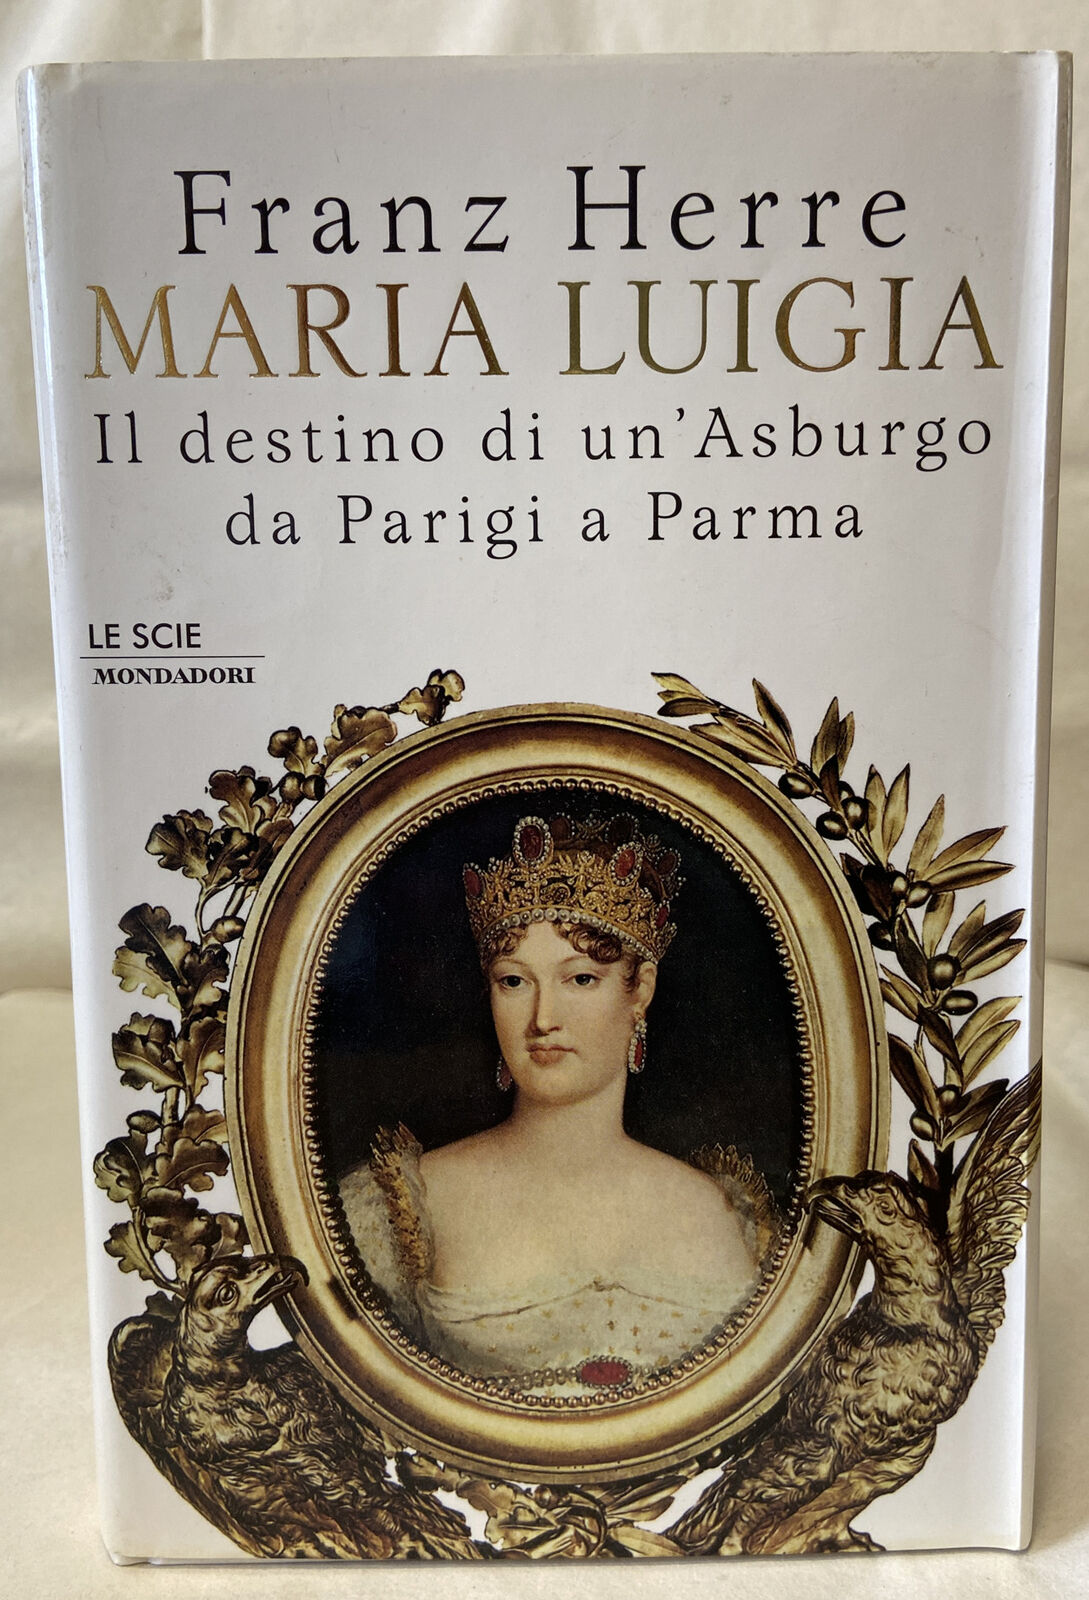 Franz Herre
MARIA LUIGIA
Il destino di un'Asburgo
da Parigi a Parma
LE SCIE
MONDADORI